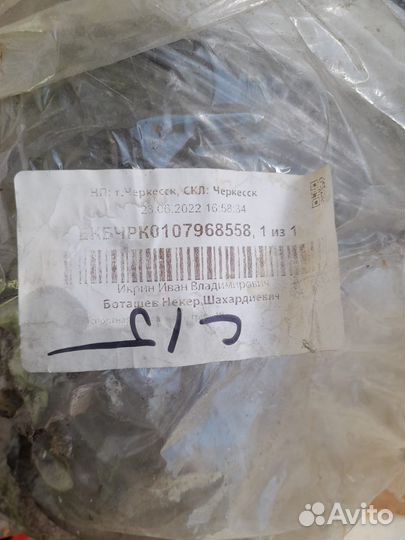 НП: г.Черкесск, СКЛ: Черкесск
28.06.2022 16:58:34
ЕКБЧРК0107968558, 1 из 1
Икрин Иван Владимирович
Боташев Некер Шахардиевич
Avito